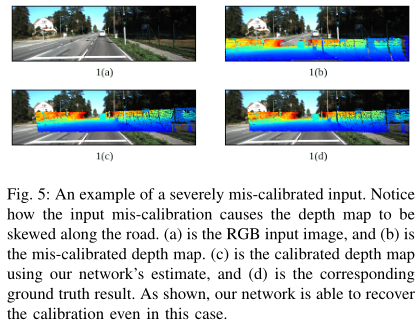 1(a)
1(b)
1(c)
1(d)
Fig. 5: An example of a severely mis-calibrated input. Notice
how the input mis-calibration causes the depth map to be
skewed along the road. (a) is the RGB input image, and (b) is
the mis-calibrated depth map. (c) is the calibrated depth map
using our network's estimate, and (d) is the corresponding
ground truth result. As shown, our network is able to recover
the calibration even in this case.